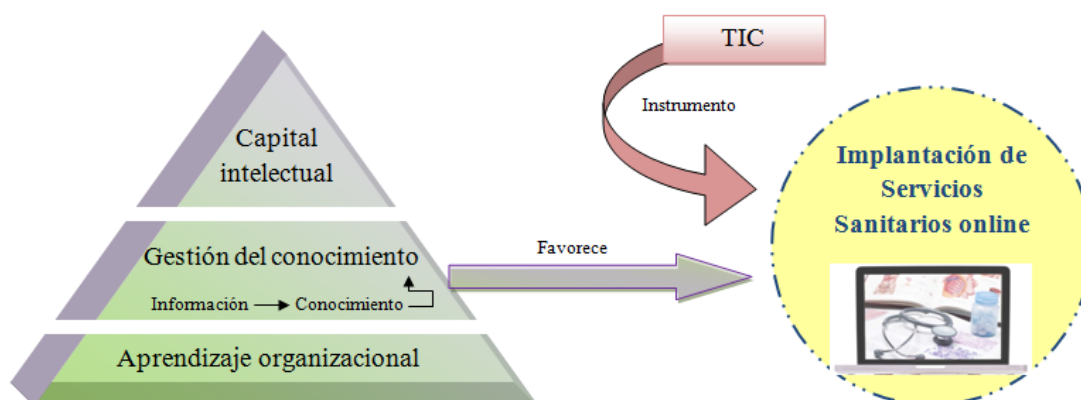 TIC
Instrumento
Capital
intelectual
Implantación de
Servicios
Sanitarios online
Gestión del conocimiento
Favorece
Información
Conocimiento
Aprendizaje organizacional